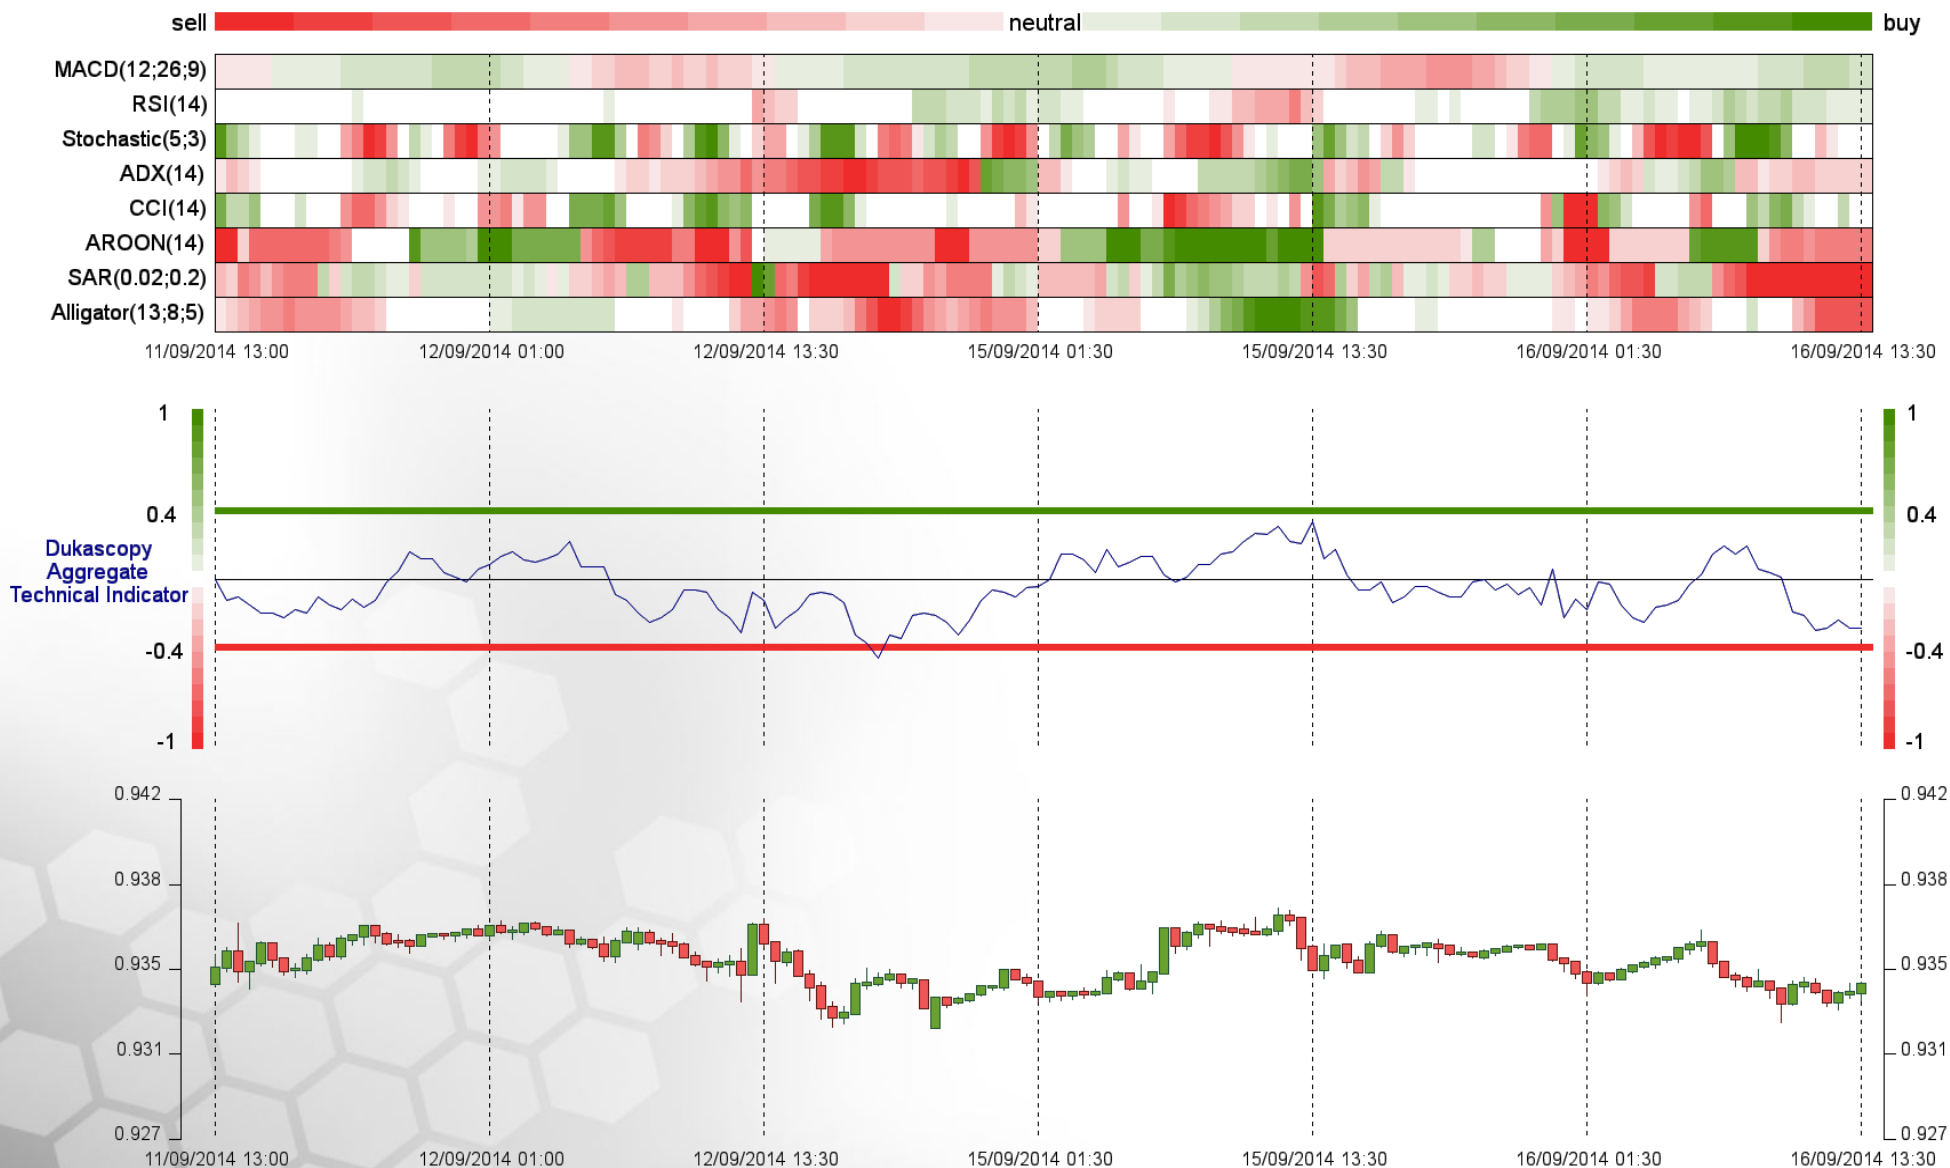 sell neutral buy
MACD(12;26;9)
RSI(14)
Stochastic(5;3)
ADX(14)
CCI(14)
AROON(14)
SAR(0.02;0.2)
Alligator(13;8;5)
11/09/2014 13:00 12/09/2014 01:00 12/09/2014 13:30 15/09/2014 01:30 15/09/2014 13:30 16/09/2014 01:30 16/09/2014 13:30
1 1
0.4 0.4
Dukascopy
Aggregate
Technical Indicator
-0.4 -0.4
-1 -1
0.942 0.942
0.938 0.938
0.935 0.935
0.931 0.931
0.927 0.927
11/09/2014 13:00 12/09/2014 01:00 12/09/2014 13:30 15/09/2014 01:30 15/09/2014 13:30 16/09/2014 01:30 16/09/2014 13:30